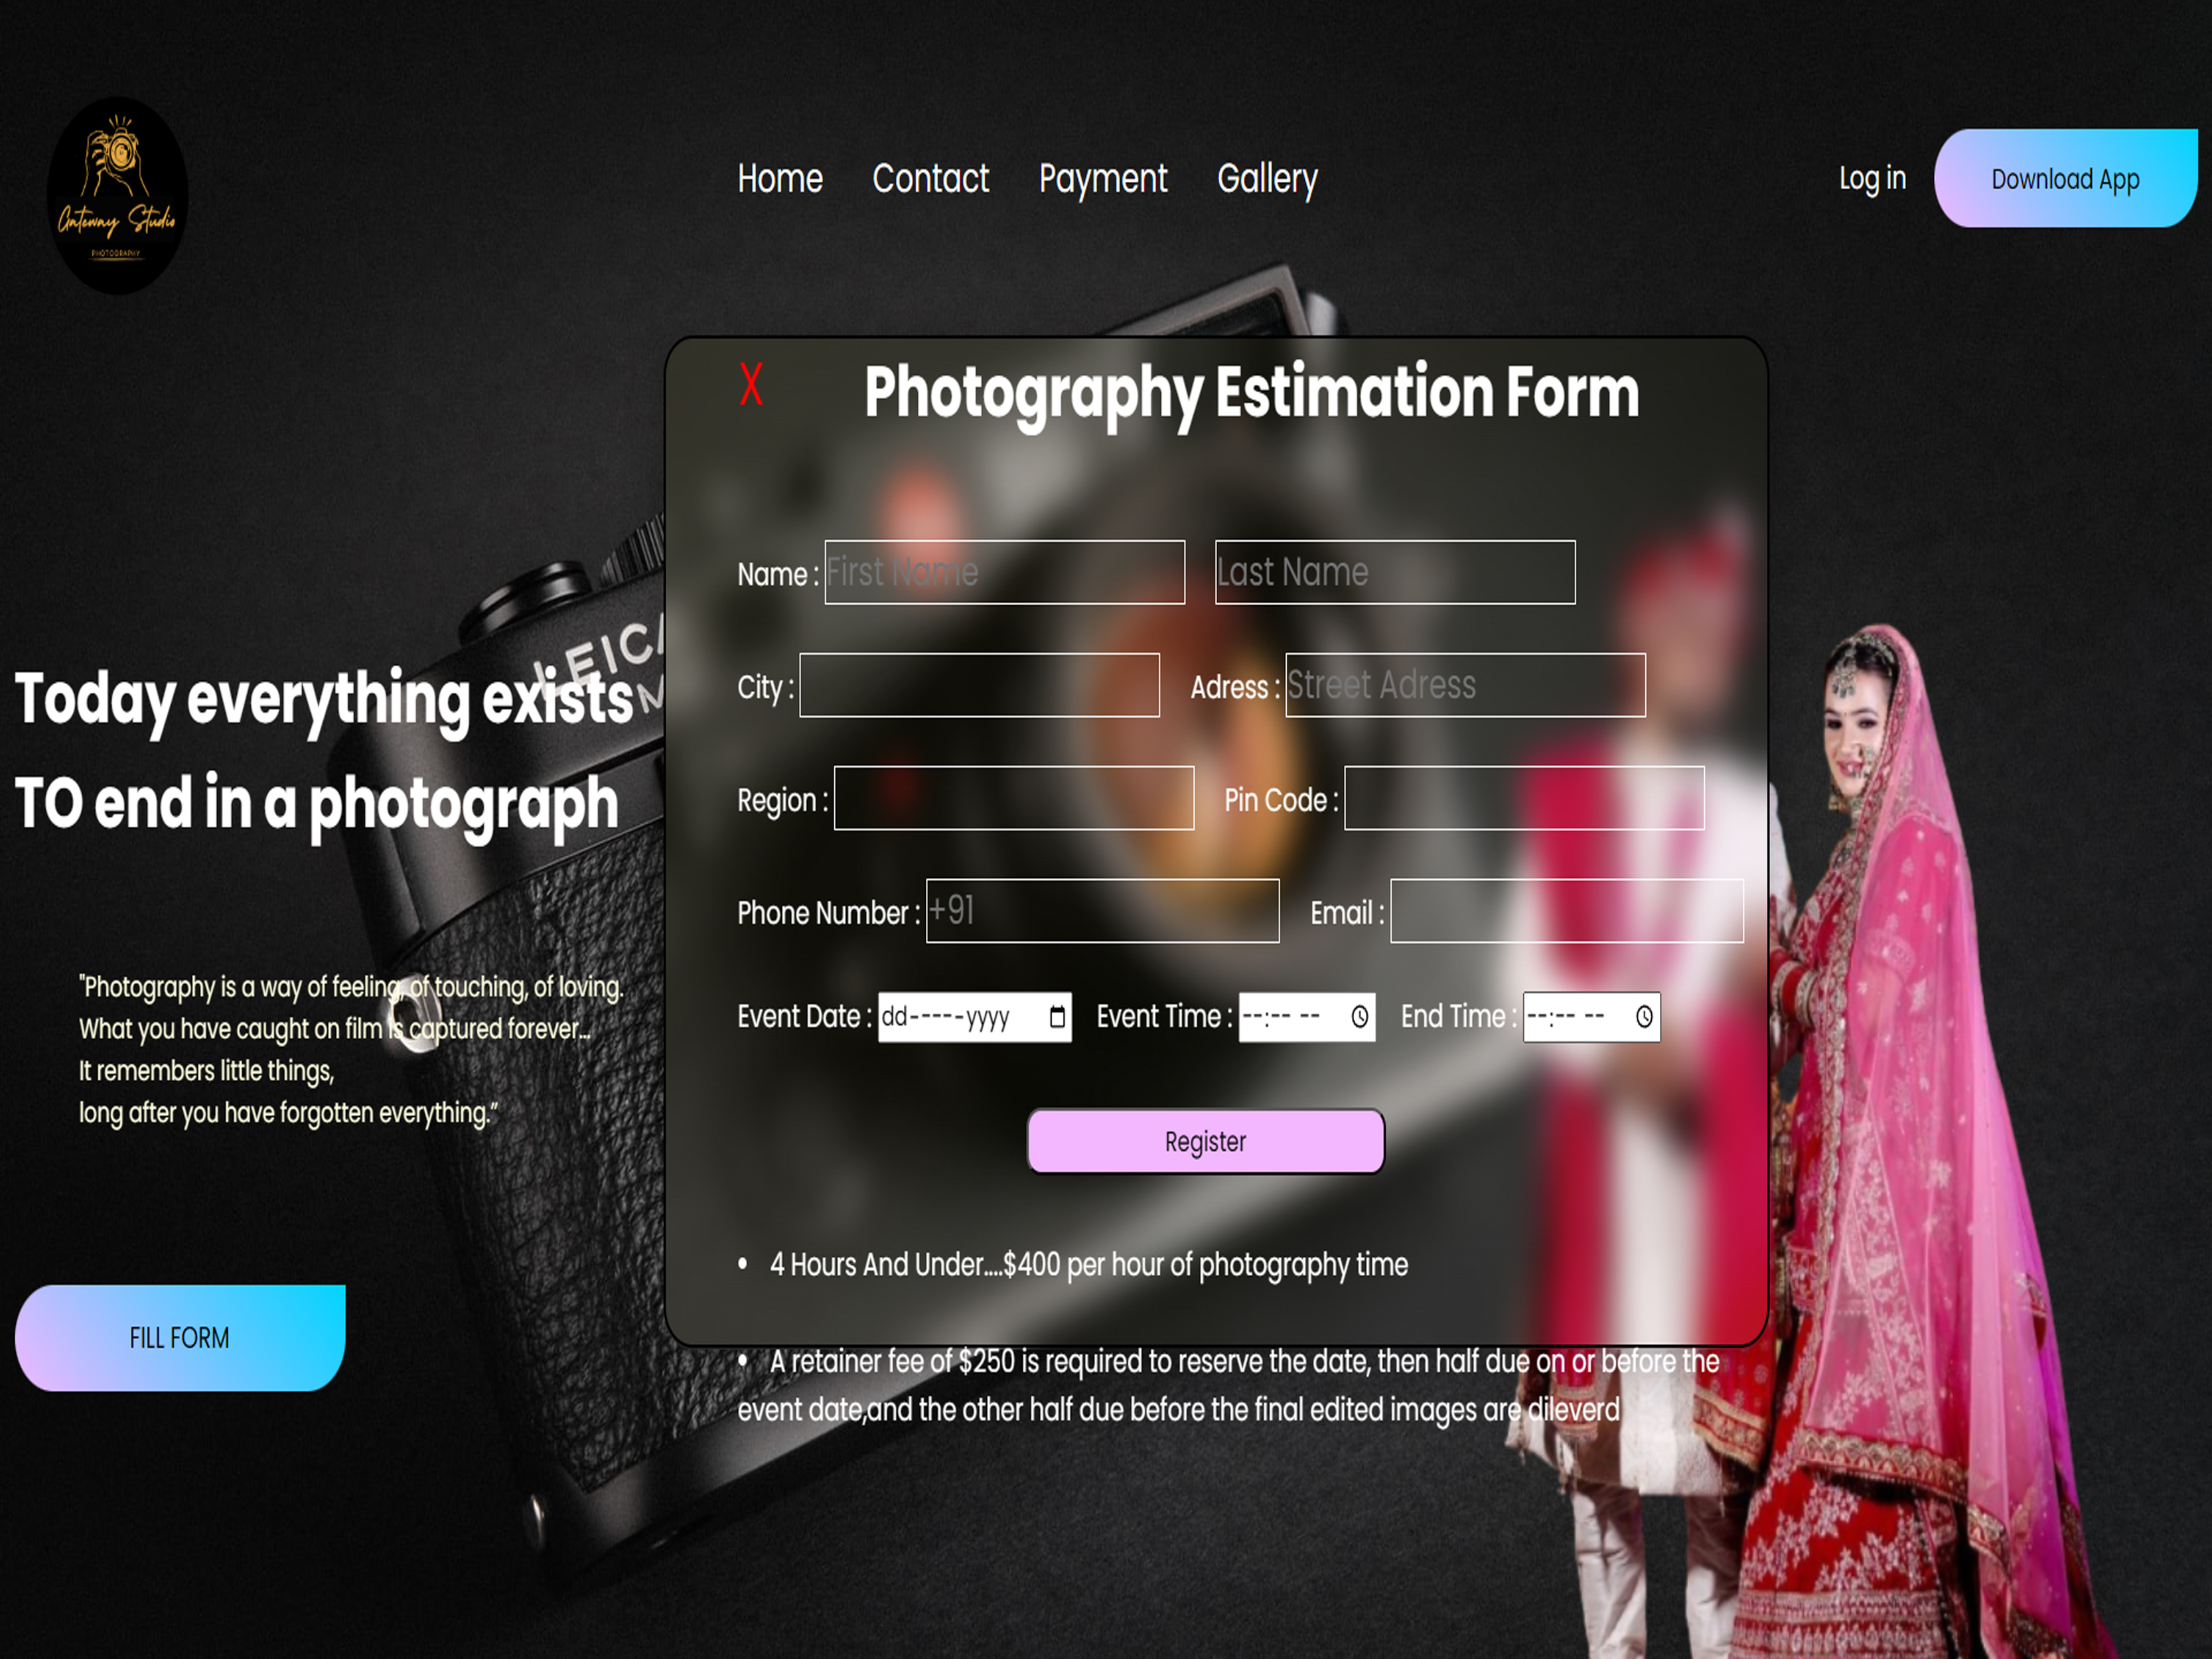 Gateway Studio
PHOTOGRAPHY
Home Contact Payment Gallery
Log in
Download App
X
Photography Estimation Form
Name : First Name Last Name
City : Adress : Street Adress
Region : Pin Code :
Phone Number : +91 Email :
Event Date : dd-----yyyy Event Time : --:-- -- End Time : --:-- --
Register
• 4 Hours And Under....$400 per hour of photography time
• A retainer fee of $250 is required to reserve the date, then half due on or before the
event date,and the other half due before the final edited images are dileverd
LEICA
M
Today everything exists
TO end in a photograph
"Photography is a way of feeling, of touching, of loving.
What you have caught on film is captured forever...
It remembers little things,
long after you have forgotten everything.”
FILL FORM